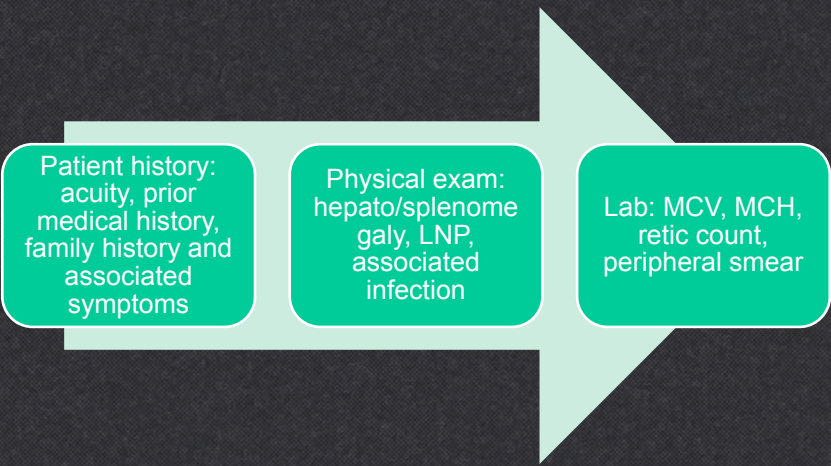 Patient history:
acuity, prior
medical history,
family history and
associated
symptoms
Physical exam:
hepato/splenome
galy, LNP,
associated
infection
Lab: MCV, MCH,
retic count,
peripheral smear